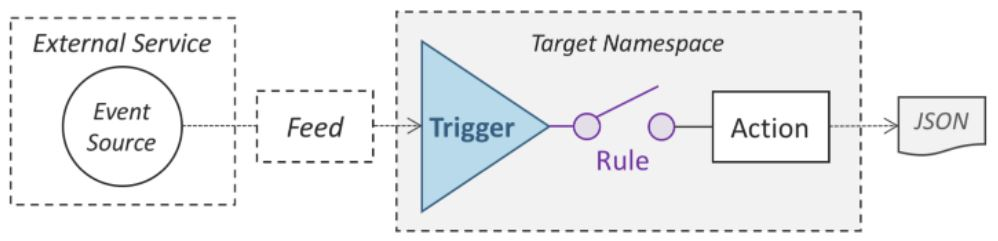 External Service
Event
Source
Feed
Target Namespace
Trigger
Rule
Action
JSON